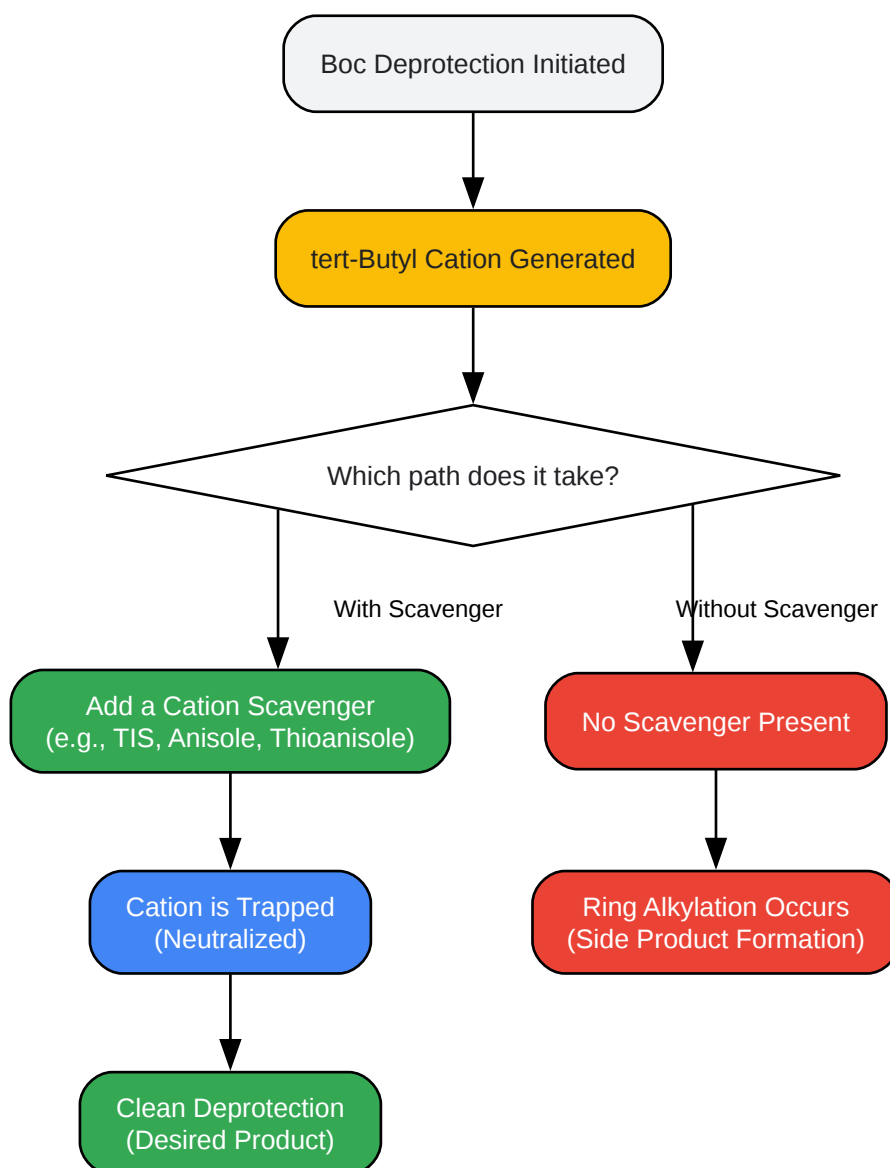 Boc Deprotection Initiated
tert-Butyl Cation Generated
Which path does it take?
With Scavenger
Without Scavenger
Add a Cation Scavenger
(e.g., TIS, Anisole, Thioanisole)
No Scavenger Present
Cation is Trapped
(Neutralized)
Ring Alkylation Occurs
(Side Product Formation)
Clean Deprotection
(Desired Product)